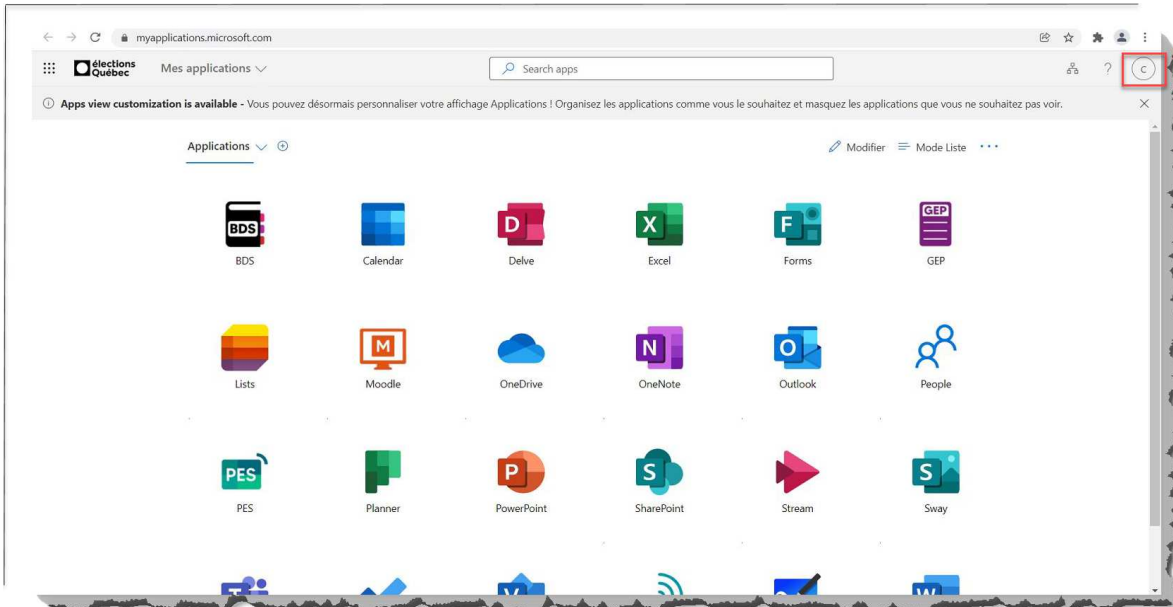 myapplications.microsoft.com
élections
Québec
Mes applications
Search apps
?
C
Apps view customization is available - Vous pouvez désormais personnaliser votre affichage Applications ! Organisez les applications comme vous le souhaitez et masquez les applications que vous ne souhaitez pas voir.
Applications
Modifier
Mode Liste
BDS
D
X
F
GEP
BDS
Calendar
Delve
Excel
Forms
GEP
M
N
O
Lists
Moodle
OneDrive
OneNote
Outlook
People
PES
P
S
S
PES
Planner
PowerPoint
SharePoint
Stream
Sway
V
W